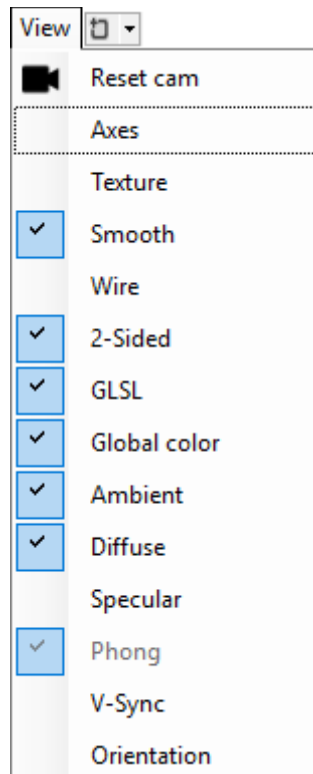 View
Reset cam
Axes
Texture
Smooth
Wire
2-Sided
GLSL
Global color
Ambient
Diffuse
Specular
Phong
V-Sync
Orientation